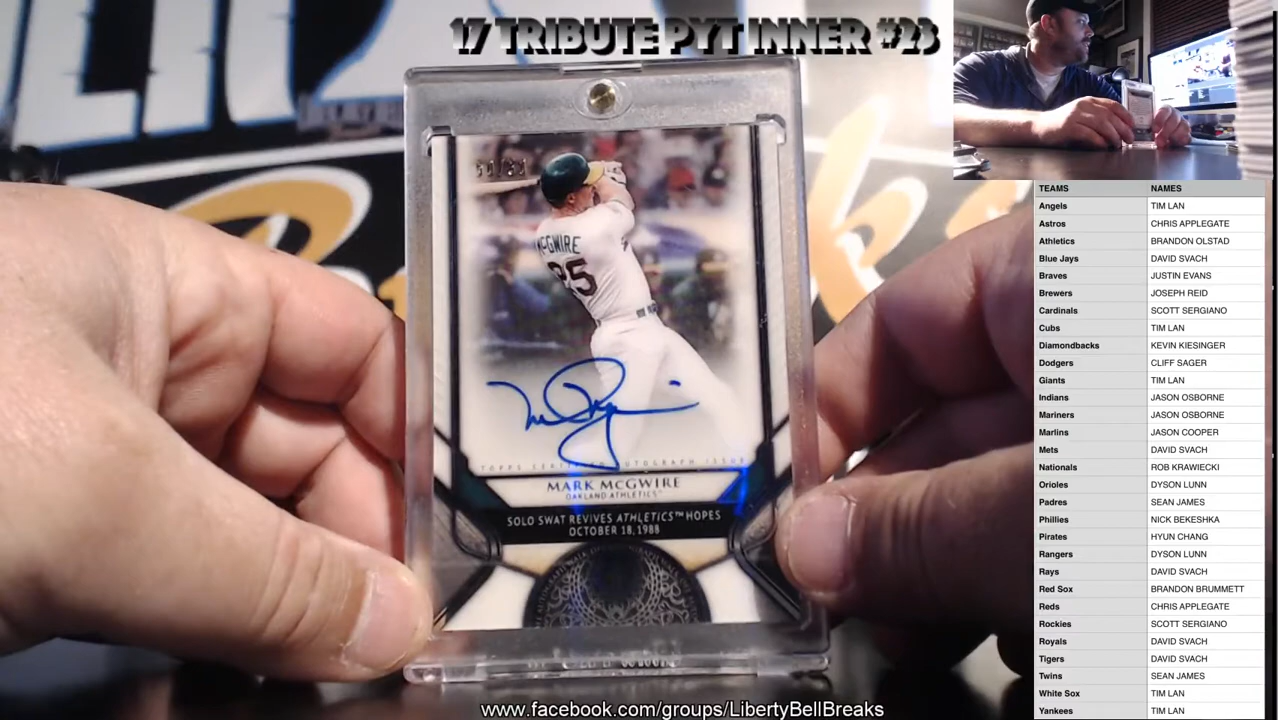 17 TRIBUTE PYT INNER #23
McGWIRE
25
TOPPS CERTIFIED AUTOGRAPH ISSUE
MARK McGWIRE
OAKLAND ATHLETICS™
SOLO SWAT REVIVES ATHLETICS™ HOPES
OCTOBER 18, 1988
www.facebook.com/groups/LibertyBellBreaks
TEAMS NAMES
Angels TIM LAN
Astros CHRIS APPLEGATE
Athletics BRANDON OLSTAD
Blue Jays DAVID SVACH
Braves JUSTIN EVANS
Brewers JOSEPH REID
Cardinals SCOTT SERGIANO
Cubs TIM LAN
Diamondbacks KEVIN KIESINGER
Dodgers CLIFF SAGER
Giants TIM LAN
Indians JASON OSBORNE
Mariners JASON OSBORNE
Marlins JASON COOPER
Mets DAVID SVACH
Nationals ROB KRAWIECKI
Orioles DYSON LUNN
Padres SEAN JAMES
Phillies NICK BEKESHKA
Pirates HYUN CHANG
Rangers DYSON LUNN
Rays DAVID SVACH
Red Sox BRANDON BRUMMETT
Reds CHRIS APPLEGATE
Rockies SCOTT SERGIANO
Royals DAVID SVACH
Tigers DAVID SVACH
Twins SEAN JAMES
White Sox TIM LAN
Yankees TIM LAN